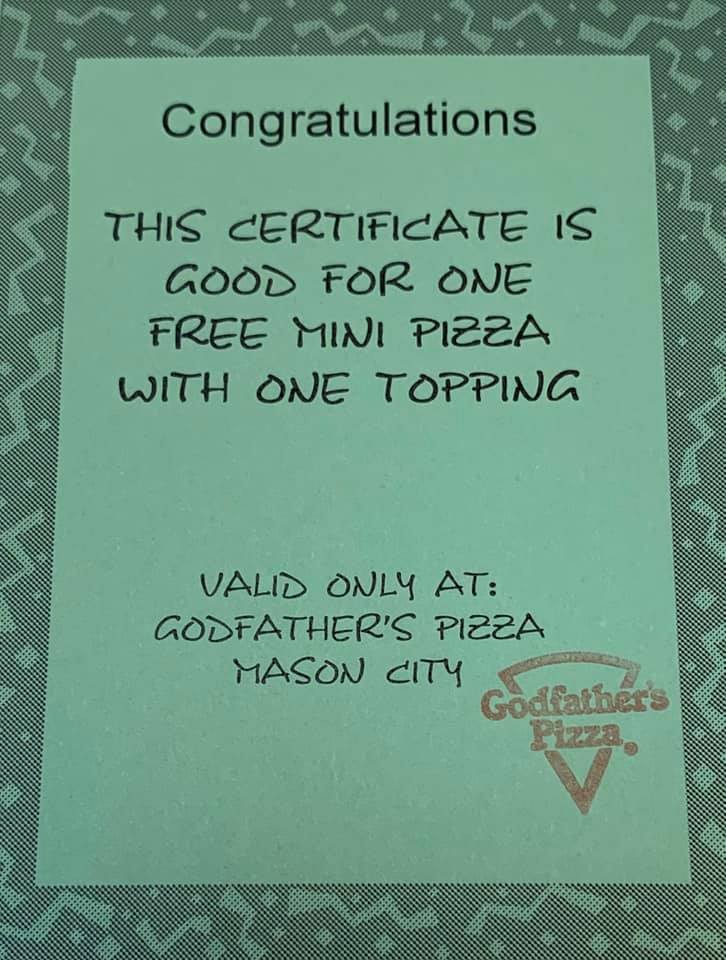 Congratulations
THIS CERTIFICATE IS
GOOD FOR ONE
FREE MINI PIZZA
WITH ONE TOPPING
VALID ONLY AT:
GODFATHER'S PIZZA
MASON CITY
Godfather's
Pizza